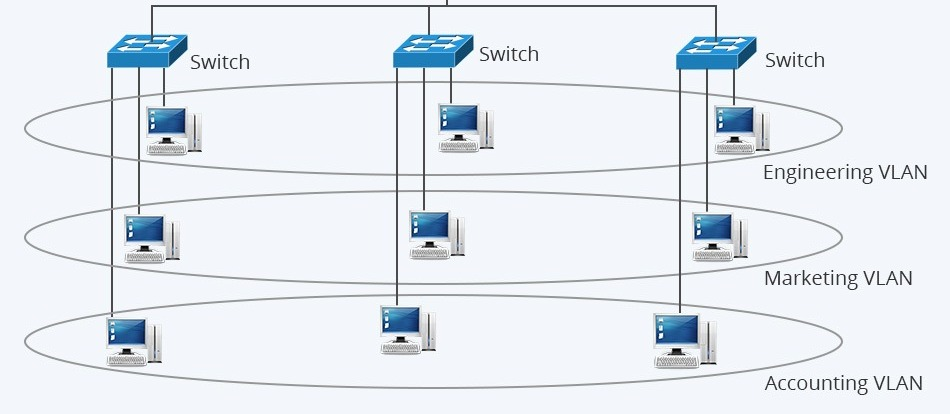 Switch
Switch
Switch
Engineering VLAN
Marketing VLAN
Accounting VLAN